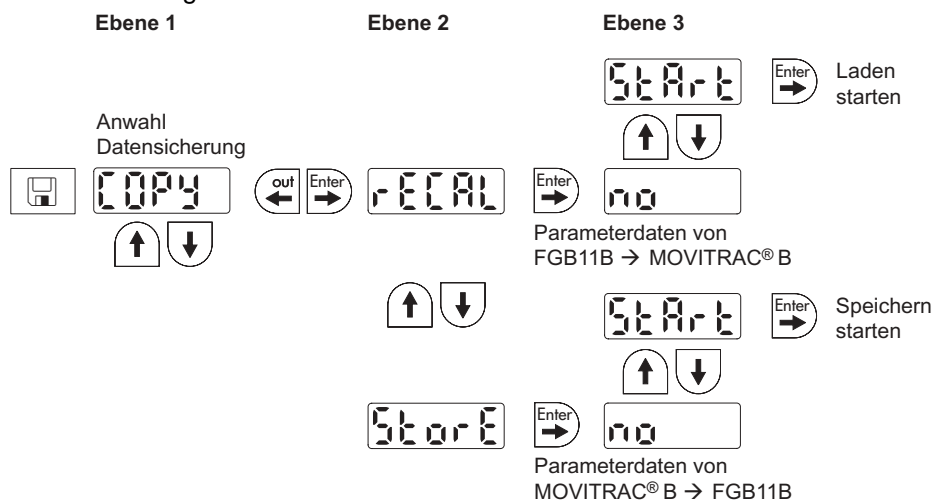 Ebene 1 Ebene 2 Ebene 3
StArt Enter Laden
starten
Anwahl
Datensicherung
COPY out Enter rECAL Enter no
Parameterdaten von
FGB11B → MOVITRAC® B
StArt Enter Speichern
starten
StorE Enter no
Parameterdaten von
MOVITRAC® B → FGB11B